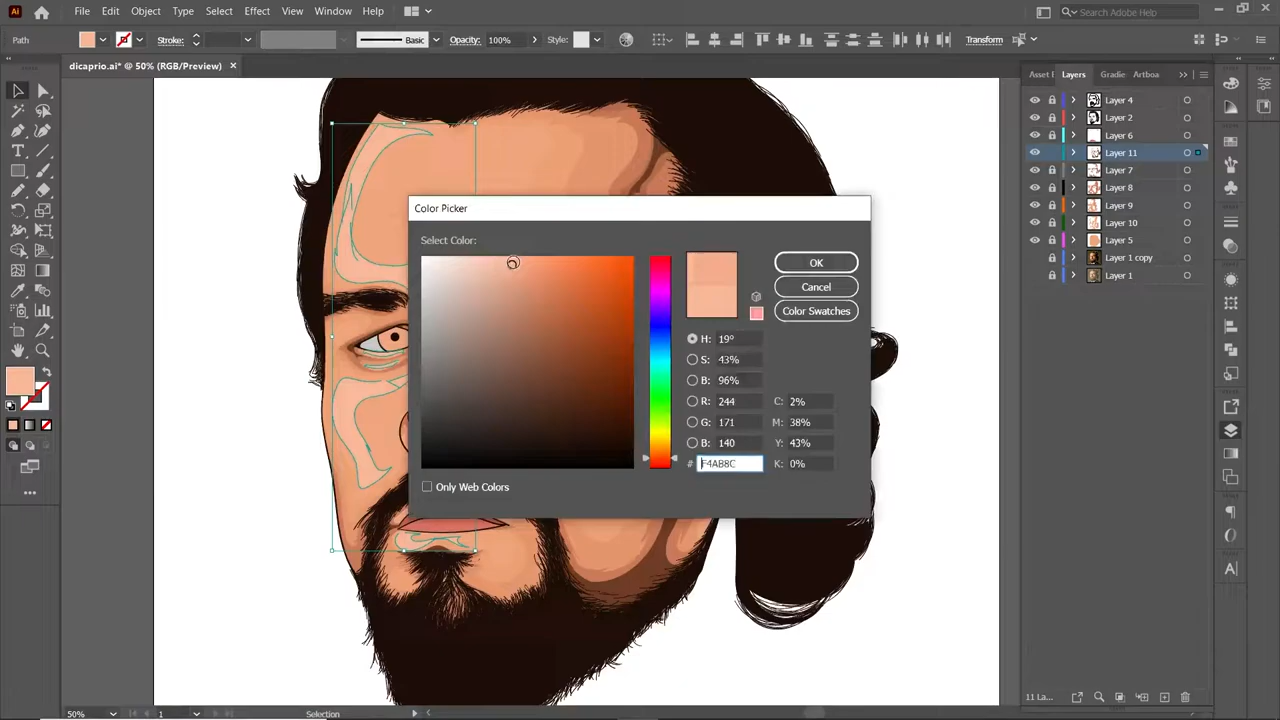 Ai File Edit Object Type Select Effect View Window Help
Search Adobe Help
Path Stroke: Basic Opacity: 100% Style: Transform
dicaprio.ai* @ 50% (RGB/Preview) ×
Asset E Layers Gradie Artboa
Layer 4
Layer 2
Layer 6
Layer 11
Layer 7
Layer 8
Layer 9
Layer 10
Layer 5
Layer 1 copy
Layer 1
Color Picker
Select Color:
OK
Cancel
Color Swatches
H: 19°
S: 43%
B: 96%
R: 244 C: 2%
G: 171 M: 38%
B: 140 Y: 43%
# F4AB8C K: 0%
Only Web Colors
11 La...
50% 1 Selection